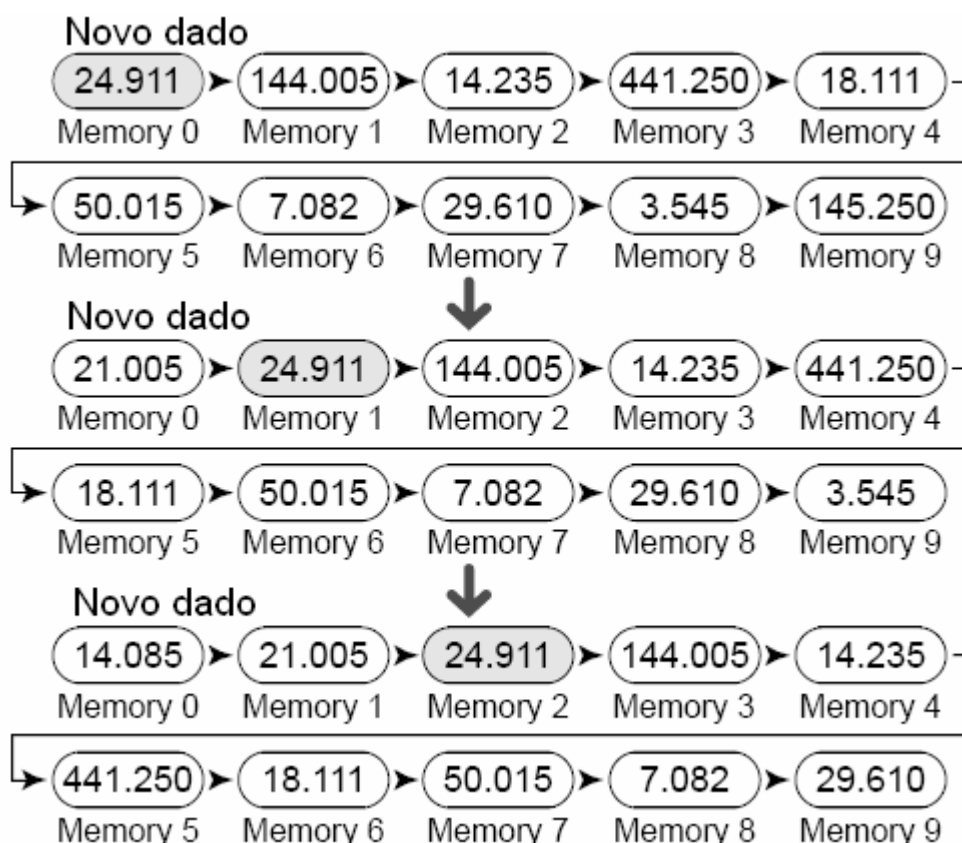 Novo dado
24.911 144.005 14.235 441.250 18.111
Memory 0 Memory 1 Memory 2 Memory 3 Memory 4
50.015 7.082 29.610 3.545 145.250
Memory 5 Memory 6 Memory 7 Memory 8 Memory 9
Novo dado
21.005 24.911 144.005 14.235 441.250
Memory 0 Memory 1 Memory 2 Memory 3 Memory 4
18.111 50.015 7.082 29.610 3.545
Memory 5 Memory 6 Memory 7 Memory 8 Memory 9
Novo dado
14.085 21.005 24.911 144.005 14.235
Memory 0 Memory 1 Memory 2 Memory 3 Memory 4
441.250 18.111 50.015 7.082 29.610
Memory 5 Memory 6 Memory 7 Memory 8 Memory 9